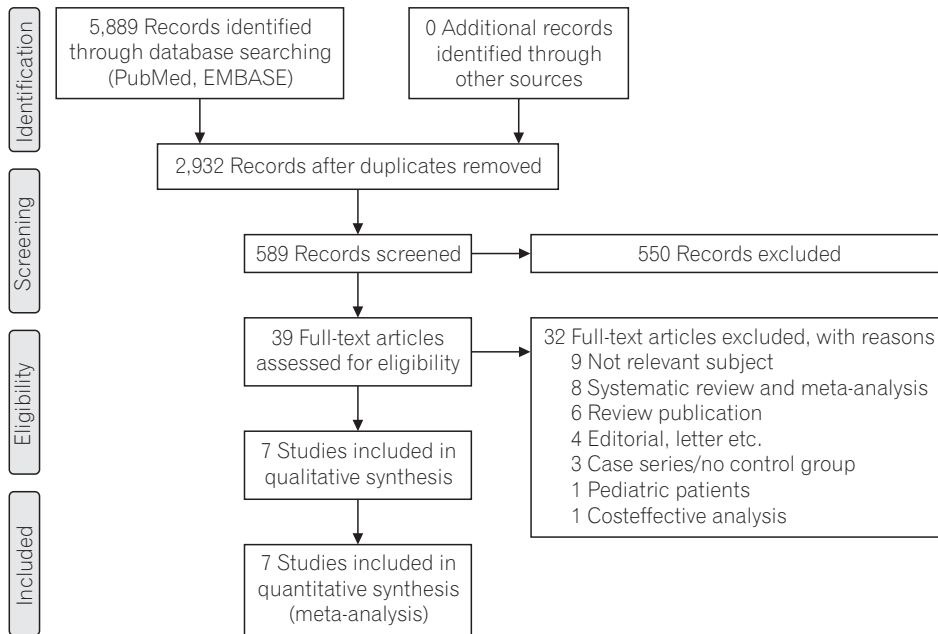 Identification
5,889 Records identified
through database searching
(PubMed, EMBASE)
0 Additional records
identified through
other sources
2,932 Records after duplicates removed
Screening
589 Records screened
550 Records excluded
Eligibility
39 Full-text articles
assessed for eligibility
32 Full-text articles excluded, with reasons
9 Not relevant subject
8 Systematic review and meta-analysis
6 Review publication
4 Editorial, letter etc.
3 Case series/no control group
1 Pediatric patients
1 Costeffective analysis
7 Studies included in
qualitative synthesis
Included
7 Studies included in
quantitative synthesis
(meta-analysis)